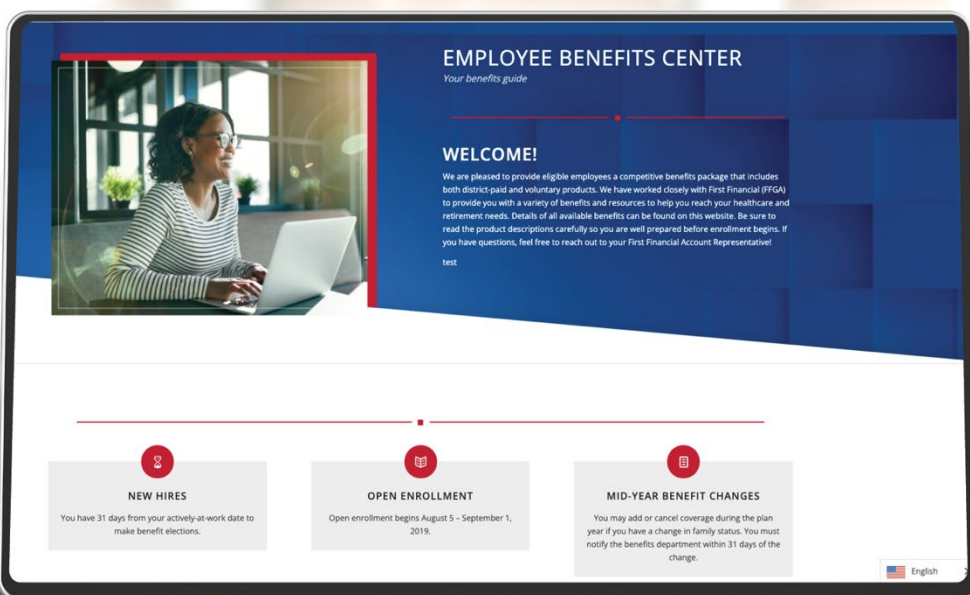 EMPLOYEE BENEFITS CENTER
Your benefits guide
WELCOME!
We are pleased to provide eligible employees a competitive benefits package that includes
both district-paid and voluntary products. We have worked closely with First Financial (FFGA)
to provide you with a variety of benefits and resources to help you reach your healthcare and
retirement needs. Details of all available benefits can be found on this website. Be sure to
read the product descriptions carefully so you are well prepared before enrollment begins. If
you have questions, feel free to reach out to your First Financial Account Representative!
test
NEW HIRES
You have 31 days from your actively-at-work date to
make benefit elections.
OPEN ENROLLMENT
Open enrollment begins August 5 – September 1,
2019.
MID-YEAR BENEFIT CHANGES
You may add or cancel coverage during the plan
year if you have a change in family status. You must
notify the benefits department within 31 days of the
change.
English